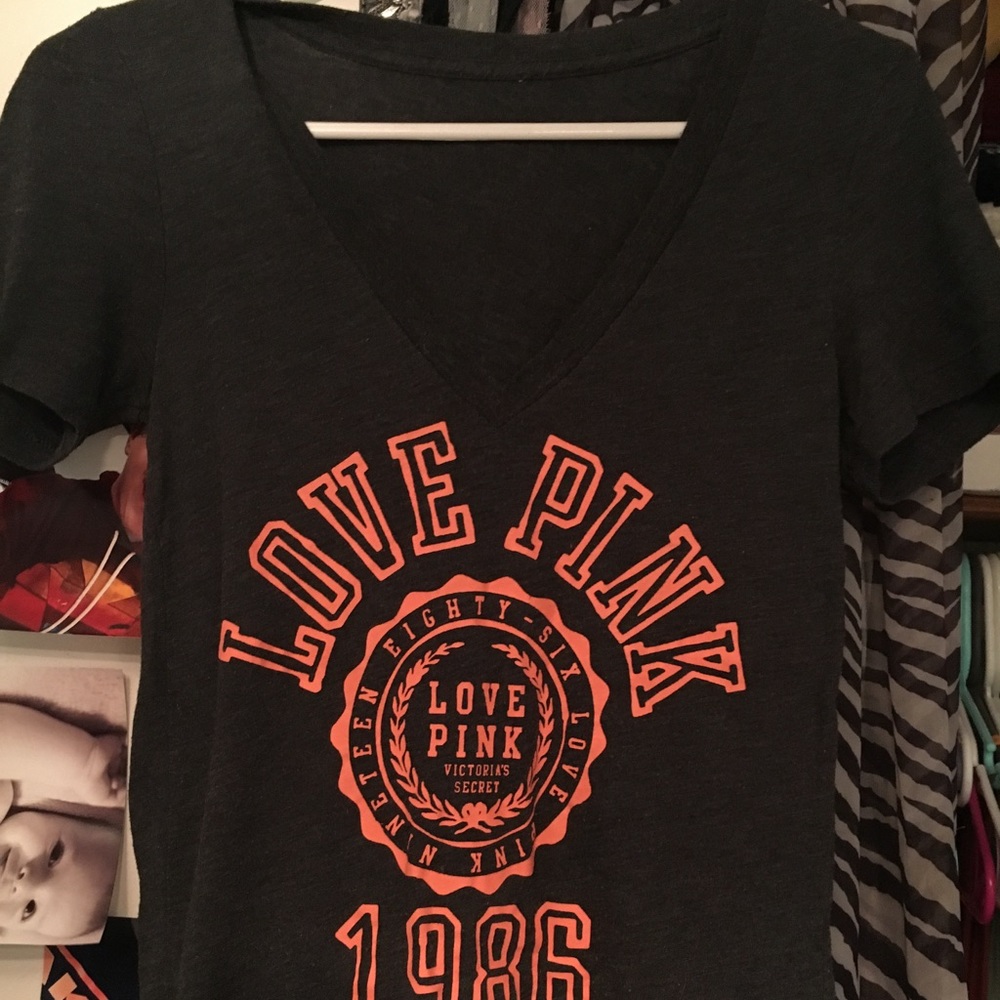 LOVE PINK
NINETEEN EIGHTY-SIX LOVE PINK
LOVE
PINK
VICTORIA'S
SECRET
1986